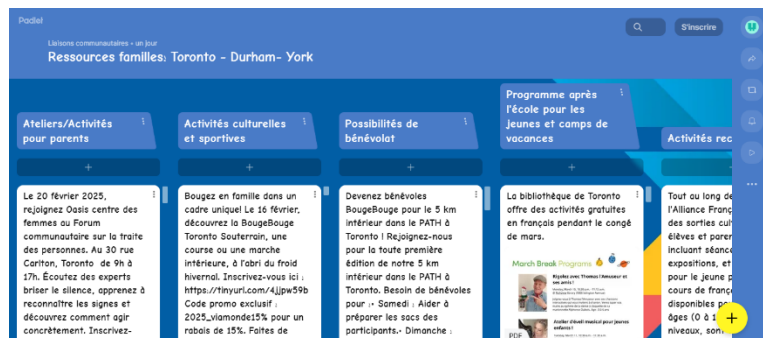 Padlet
S'inscrire
Liaisons communautaires • un jour
Ressources familles: Toronto - Durham- York
Ateliers/Activités
pour parents
Le 20 février 2025,
rejoignez Oasis centre des
femmes au Forum
communautaire sur la traite
des personnes. Au 30 rue
Carlton, Toronto de 9h à
17h. Écoutez des experts
briser le silence, apprenez à
reconnaître les signes et
découvrez comment agir
concrètement. Inscrivez-
Activités culturelles
et sportives
Bougez en famille dans un
cadre unique! Le 16 février,
découvrez la BougeBouge
Toronto Souterrain, une
course ou une marche
intérieure, à l'abri du froid
hivernal. Inscrivez-vous ici :
https://tinyurl.com/4jjpw59b
Code promo exclusif :
2025_viamonde15% pour un
rabais de 15%. Faites de
Possibilités de
bénévolat
Devenez bénévoles
BougeBouge pour le 5 km
intérieur dans le PATH à
Toronto ! Rejoignez-nous
pour la toute première
édition de notre 5 km
intérieur dans le PATH à
Toronto. Besoin de bénévoles
pour :• Samedi : Aider à
préparer les sacs des
participants.• Dimanche :
Programme après
l'école pour les
jeunes et camps de
vacances
La bibliothèque de Toronto
offre des activités gratuites
en français pendant le congé
de mars.
March Break Programs
Rigolez avec Thomas l'Amuseur et
ses amis !
Atelier d'éveil musical pour jeunes
enfants !
PDF
Activités rec
Tout au long de
l'Alliance Franç
des sorties cul
élèves et paren
incluant séance
expositions, et
pour le jeune p
cours de franç
disponibles po
âges (0 à 1
niveaux, son